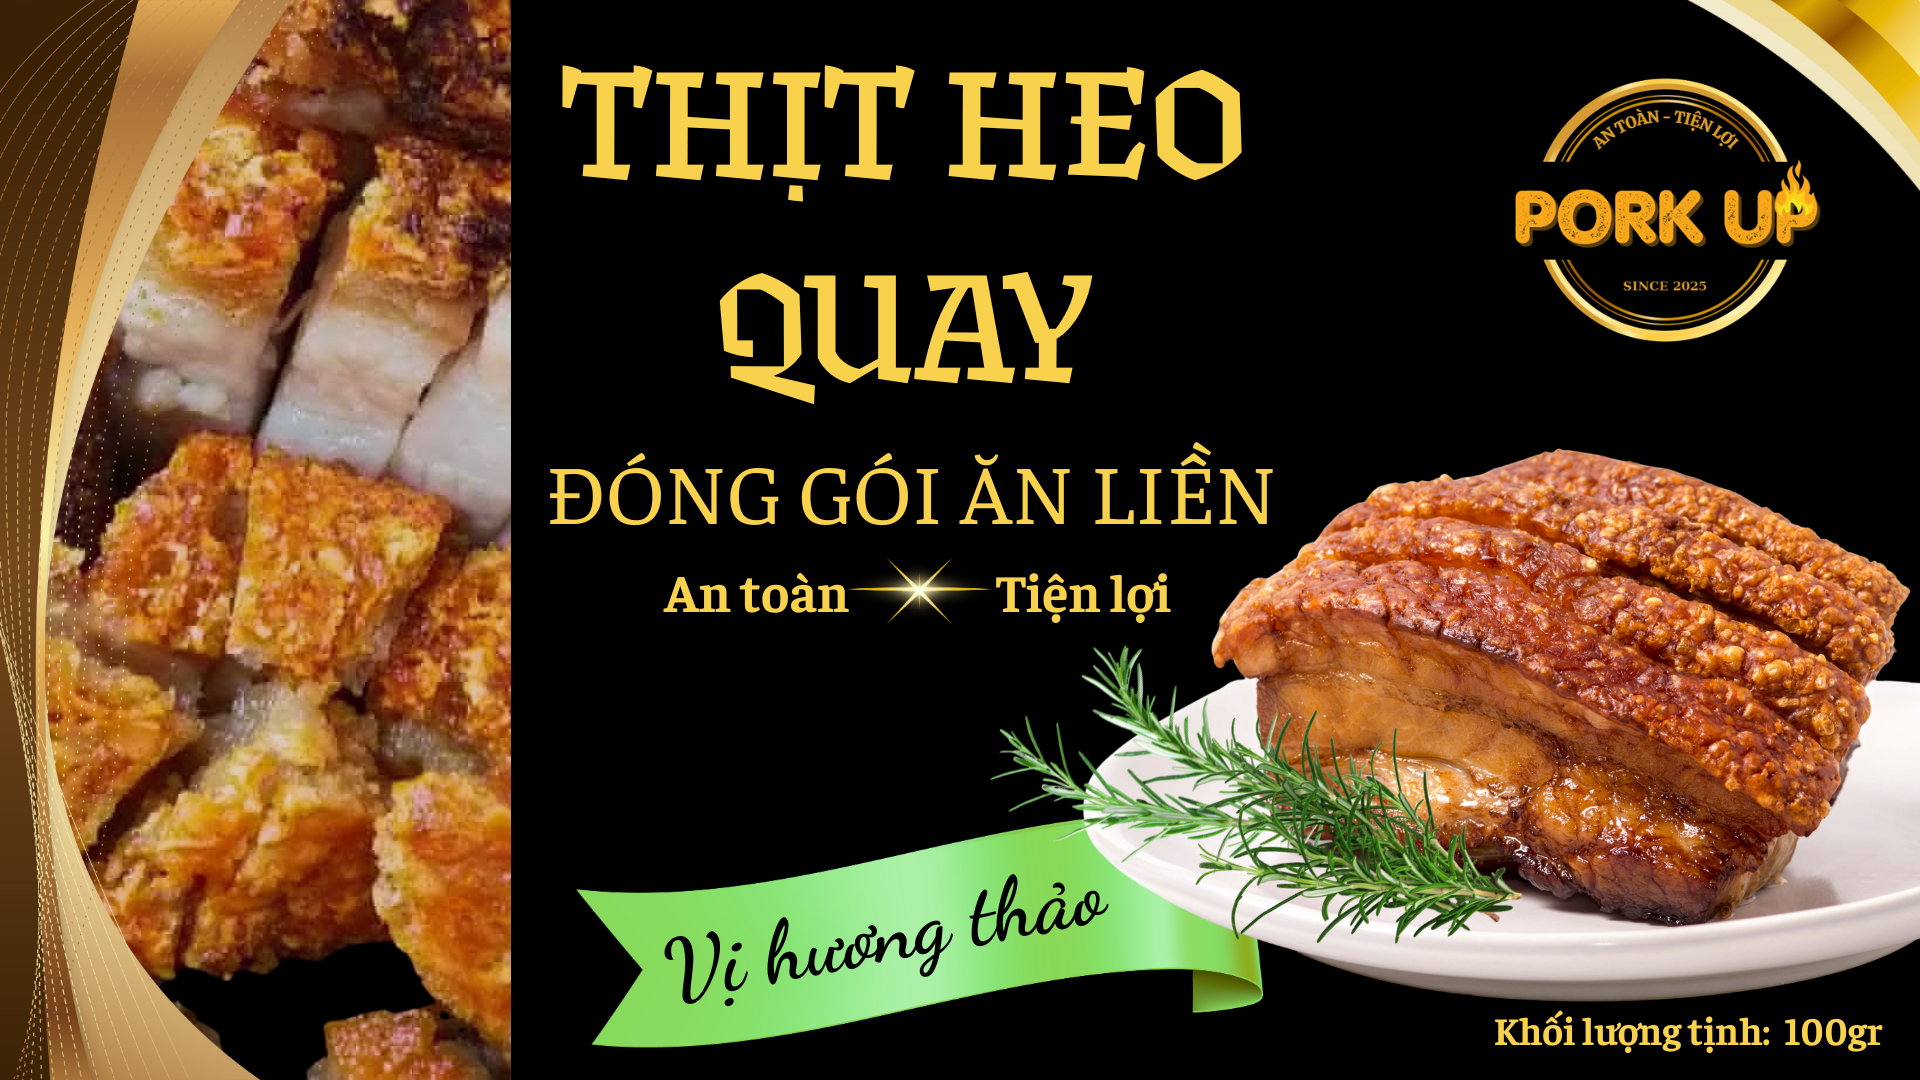 THỊT HEO
QUAY
ĐÓNG GÓI ĂN LIỀN
An toàn Tiện lợi
AN TOÀN - TIỆN LỢI
PORK UP
SINCE 2025
Vị hương thảo
Khối lượng tịnh: 100gr